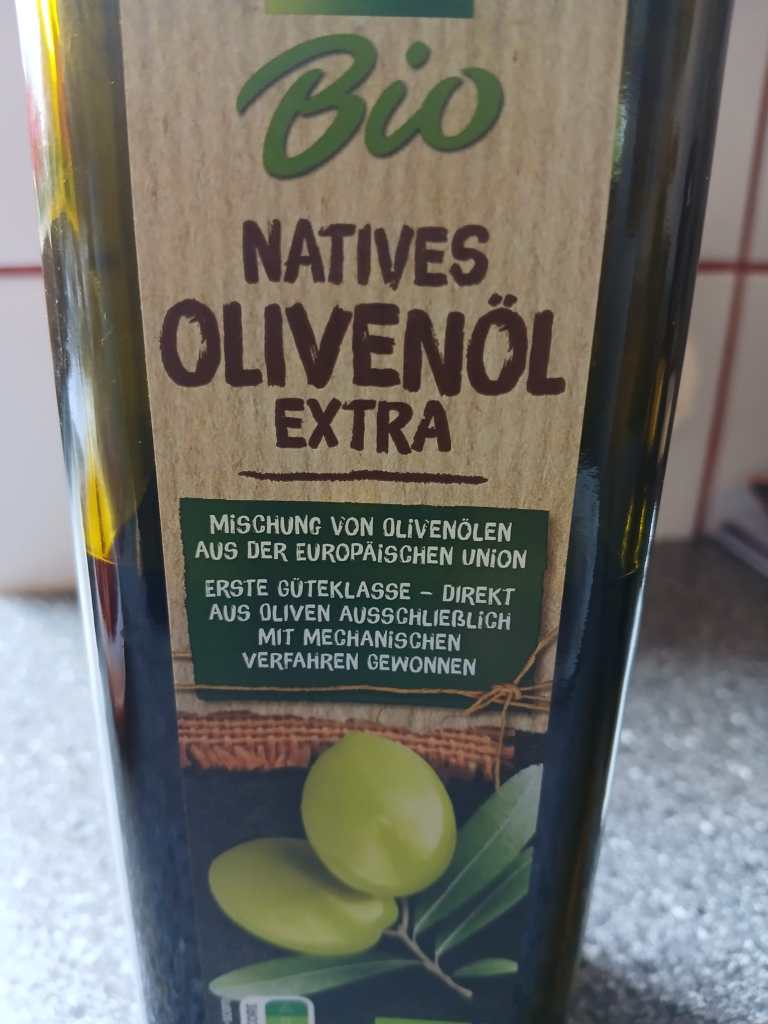 Bio
NATIVES
OLIVENÖL
EXTRA
MISCHUNG VON OLIVENÖLEN
AUS DER EUROPÄISCHEN UNION
ERSTE GÜTEKLASSE – DIREKT
AUS OLIVEN AUSSCHLIEßLICH
MIT MECHANISCHEN
VERFAHREN GEWONNEN